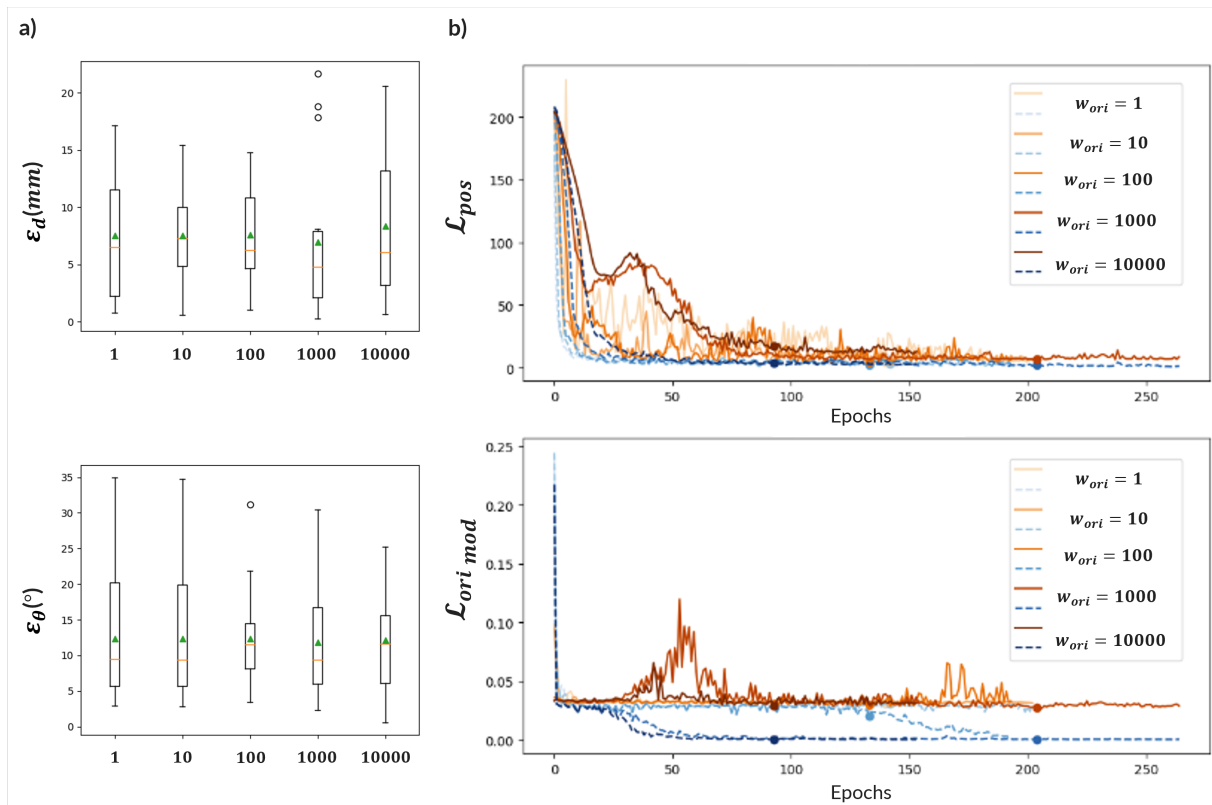 a)
b)
ε_d(mm)
20
15
10
5
0
1 10 100 1000 10000
ε_θ(°)
35
30
25
20
15
10
5
0
1 10 100 1000 10000
ℒ_pos
200
150
100
50
0
0 50 100 150 200 250
Epochs
w_ori = 1
w_ori = 10
w_ori = 100
w_ori = 1000
w_ori = 10000
ℒ_ori mod
0.25
0.20
0.15
0.10
0.05
0.00
0 50 100 150 200 250
Epochs
w_ori = 1
w_ori = 10
w_ori = 100
w_ori = 1000
w_ori = 10000